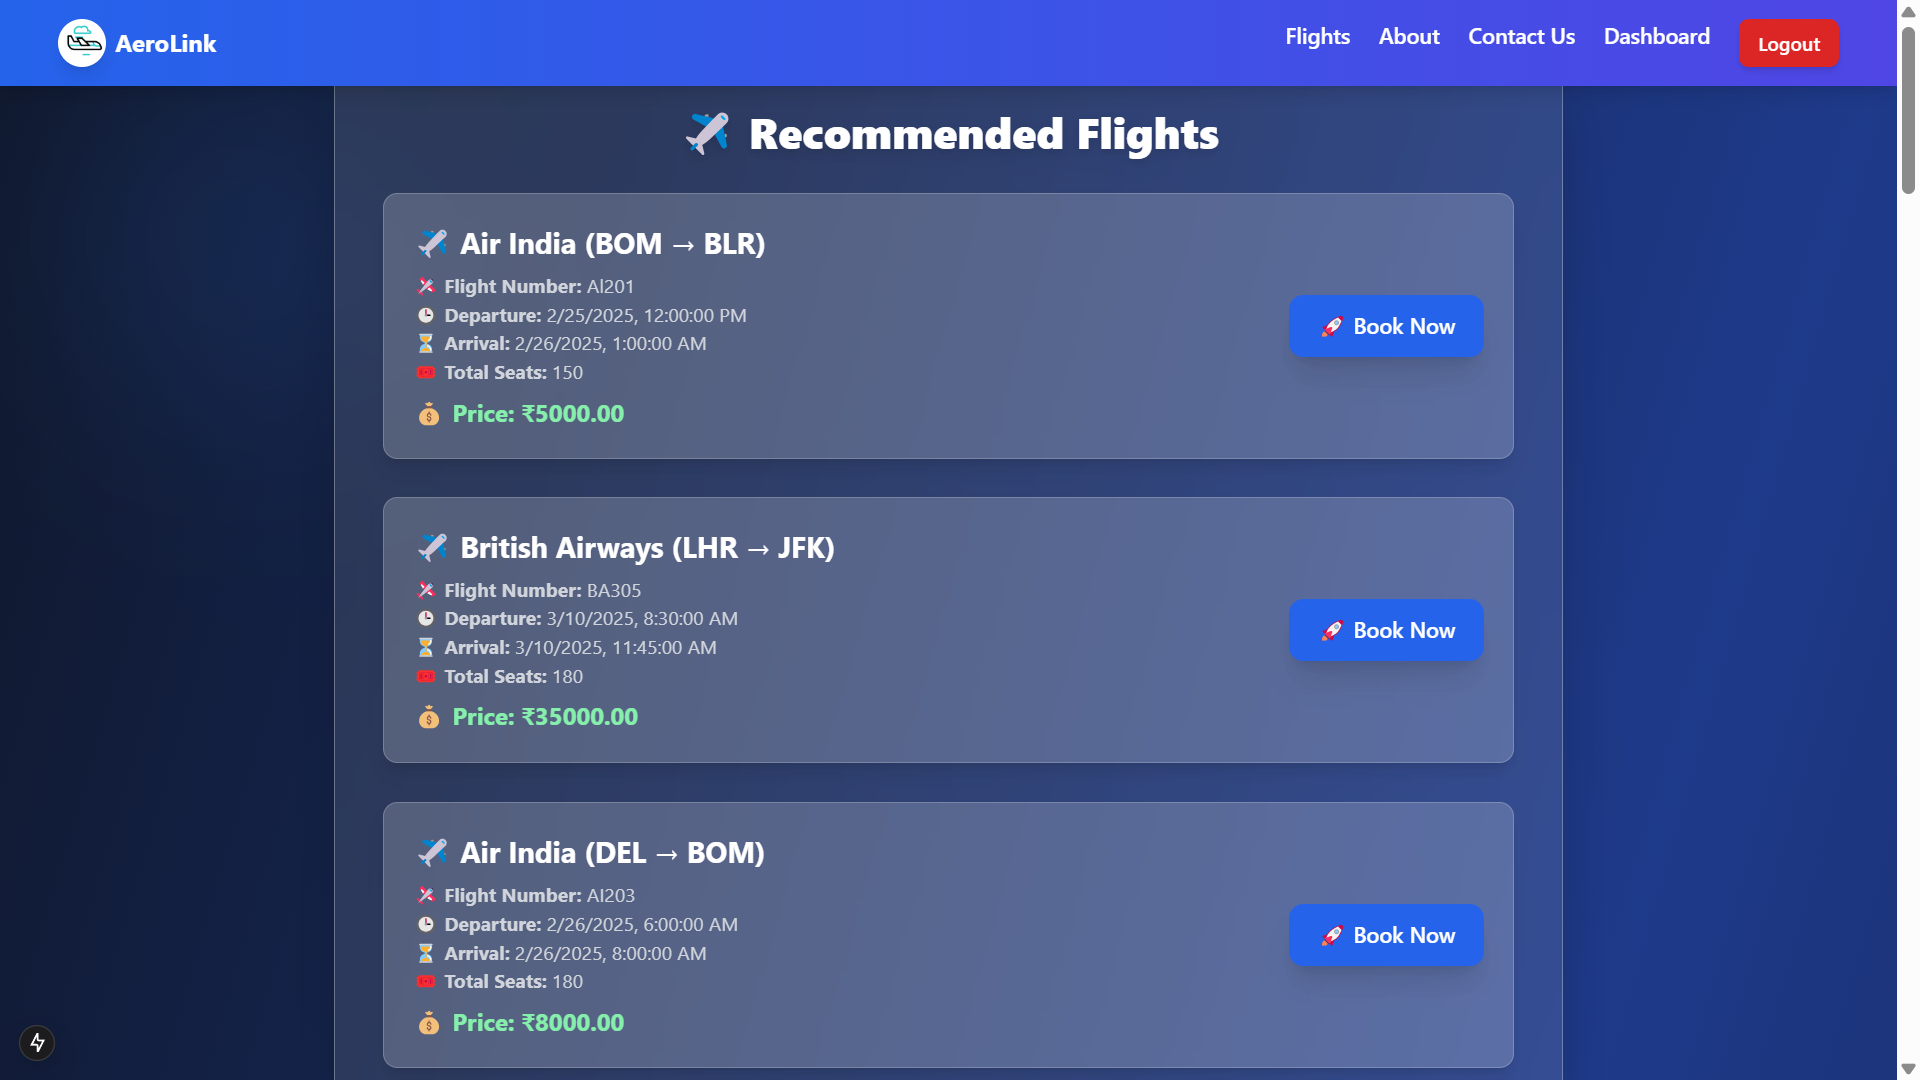 AeroLink
Flights
About
Contact Us
Dashboard
Logout
Recommended Flights
Air India (BOM → BLR)
Flight Number: Al201
Departure: 2/25/2025, 12:00:00 PM
Arrival: 2/26/2025, 1:00:00 AM
Total Seats: 150
Price: ₹5000.00
Book Now
British Airways (LHR → JFK)
Flight Number: BA305
Departure: 3/10/2025, 8:30:00 AM
Arrival: 3/10/2025, 11:45:00 AM
Total Seats: 180
Price: ₹35000.00
Book Now
Air India (DEL → BOM)
Flight Number: AI203
Departure: 2/26/2025, 6:00:00 AM
Arrival: 2/26/2025, 8:00:00 AM
Total Seats: 180
Price: ₹8000.00
Book Now